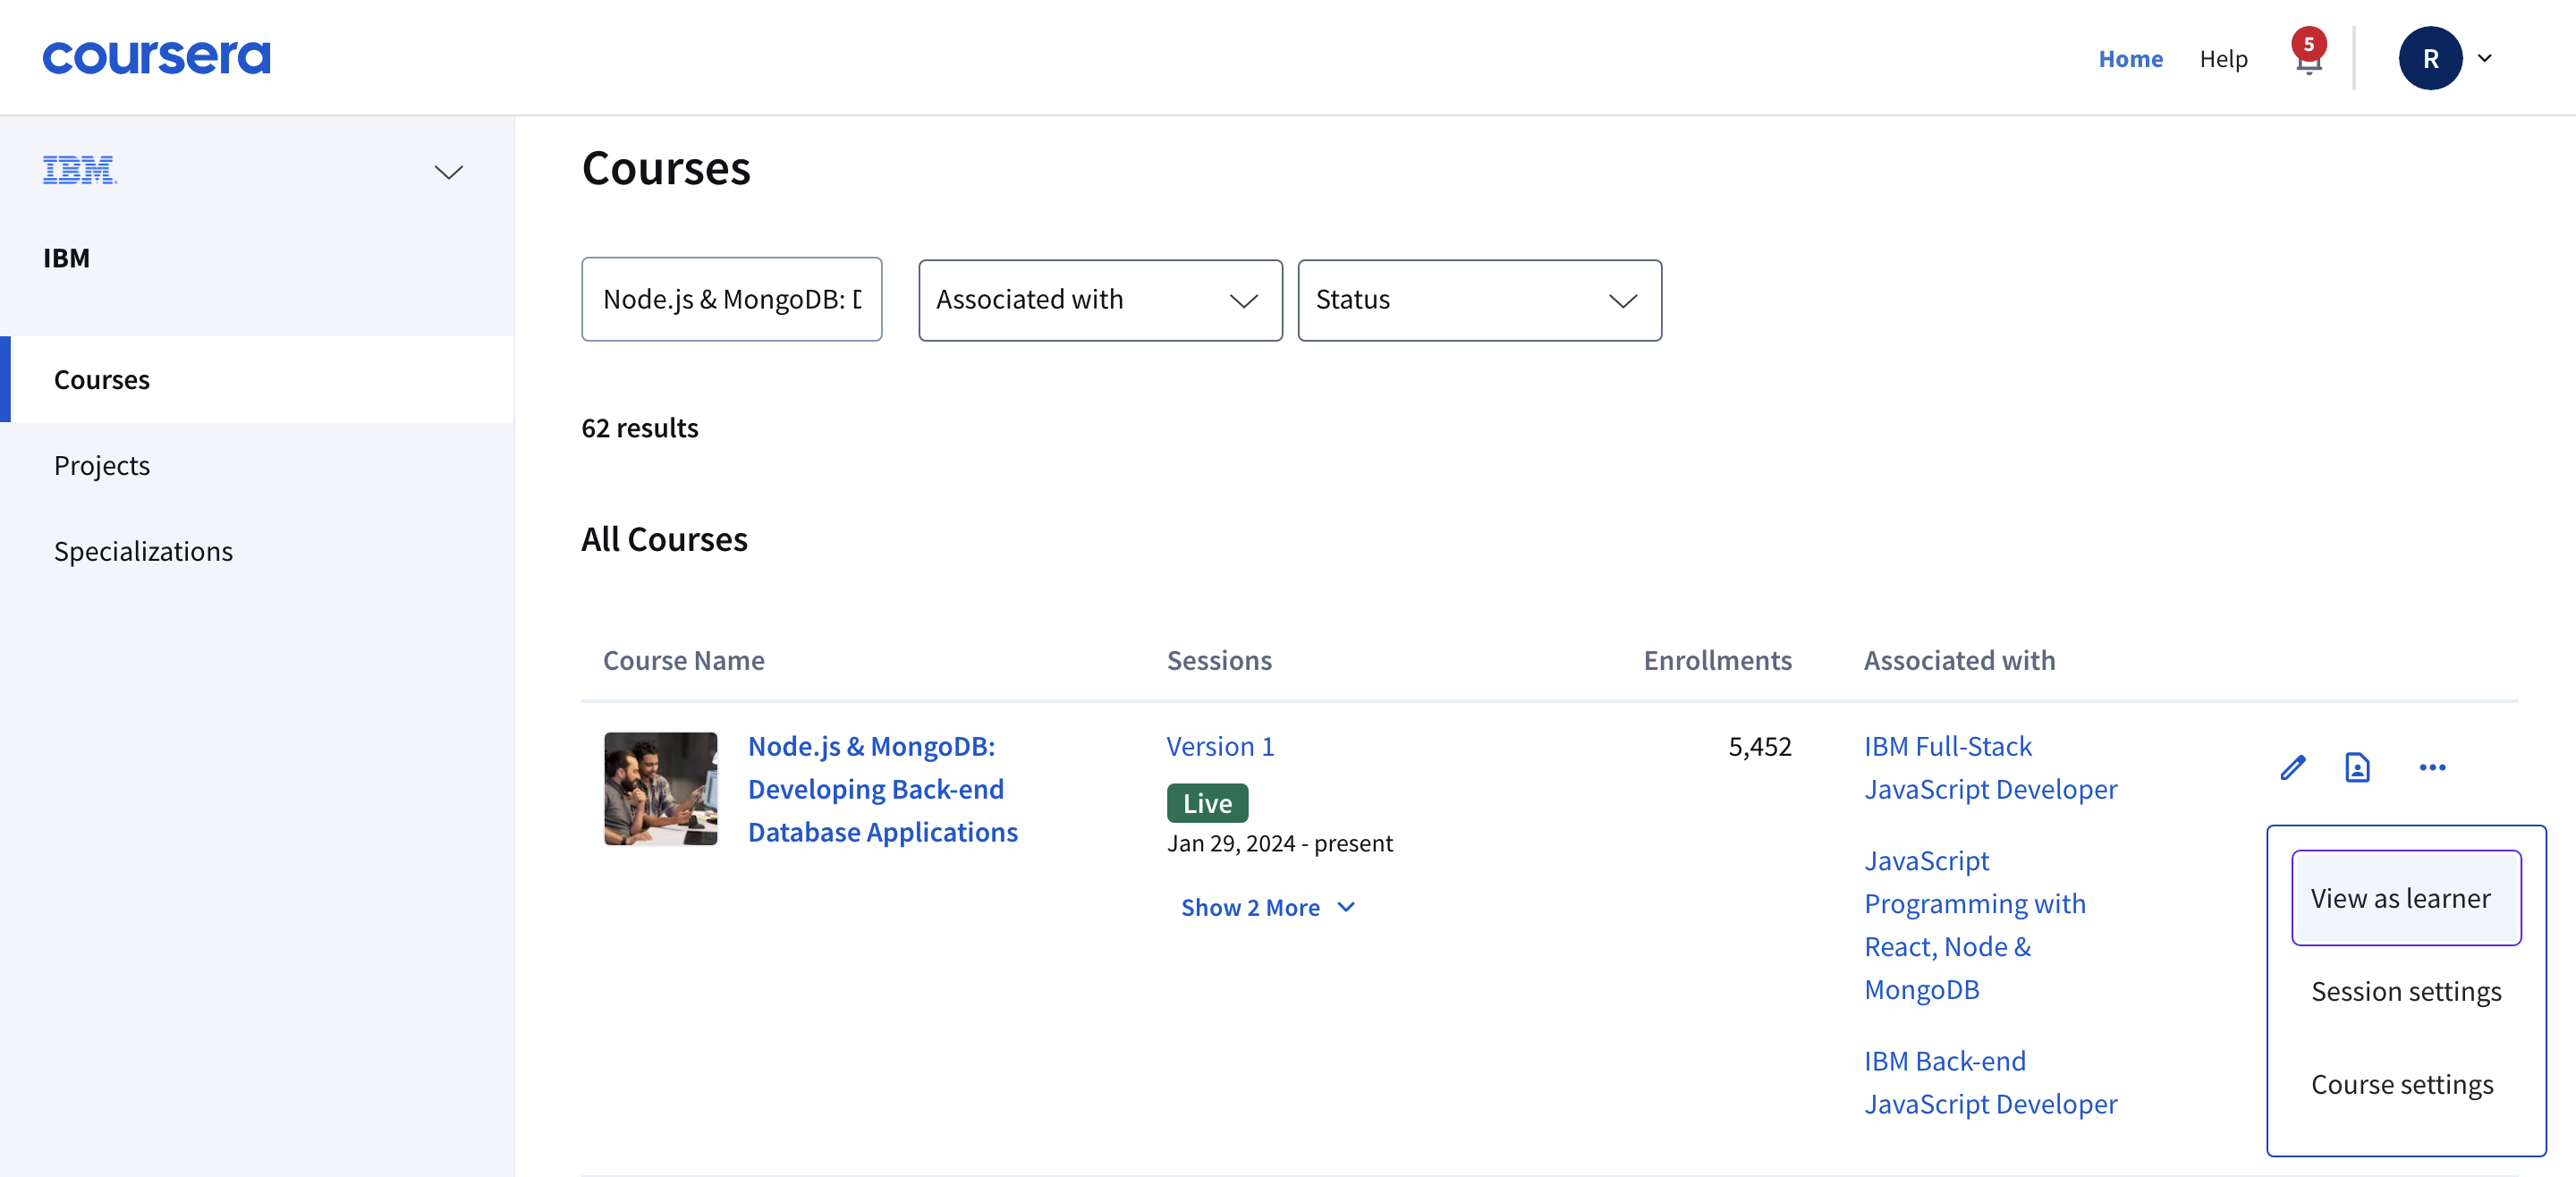 coursera
Home
Help
5
R
IBM
IBM
Courses
Projects
Specializations
Courses
Node.js & MongoDB: D
Associated with
Status
62 results
All Courses
Course Name
Sessions
Enrollments
Associated with
Node.js & MongoDB:
Developing Back-end
Database Applications
Version 1
Live
Jan 29, 2024 - present
Show 2 More
5,452
IBM Full-Stack
JavaScript Developer
JavaScript
Programming with
React, Node &
MongoDB
IBM Back-end
JavaScript Developer
View as learner
Session settings
Course settings